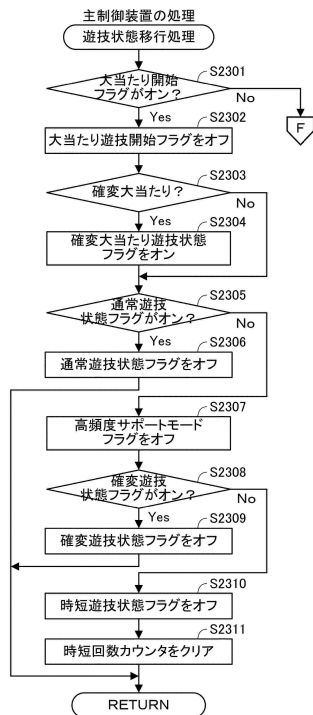 主制御装置の処理
遊技状態移行処理
S2301
大当たり開始
フラグがオン？
No
Yes
F
S2302
大当たり遊技開始フラグをオフ
S2303
確変大当たり？
No
Yes
S2304
確変大当たり遊技状態
フラグをオン
S2305
通常遊技
状態フラグがオン？
No
Yes
S2306
通常遊技状態フラグをオフ
S2307
高頻度サポートモード
フラグをオフ
S2308
確変遊技
状態フラグがオン？
No
Yes
S2309
確変遊技状態フラグをオフ
S2310
時短遊技状態フラグをオフ
S2311
時短回数カウンタをクリア
RETURN